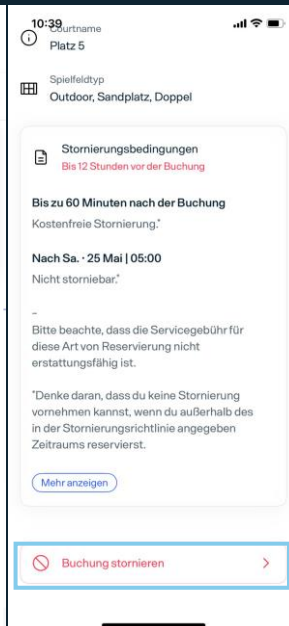 10:39
Courtname
Platz 5
Spielfeldtyp
Outdoor, Sandplatz, Doppel
Stornierungsbedingungen
Bis 12 Stunden vor der Buchung
Bis zu 60 Minuten nach der Buchung
Kostenfreie Stornierung.*
Nach Sa. · 25 Mai | 05:00
Nicht storniebar.*
–
Bitte beachte, dass die Servicegebühr für
diese Art von Reservierung nicht
erstattungsfähig ist.
*Denke daran, dass du keine Stornierung
vornehmen kannst, wenn du außerhalb des
in der Stornierungsrichtlinie angegeben
Zeitraums reservierst.
Mehr anzeigen
Buchung stornieren